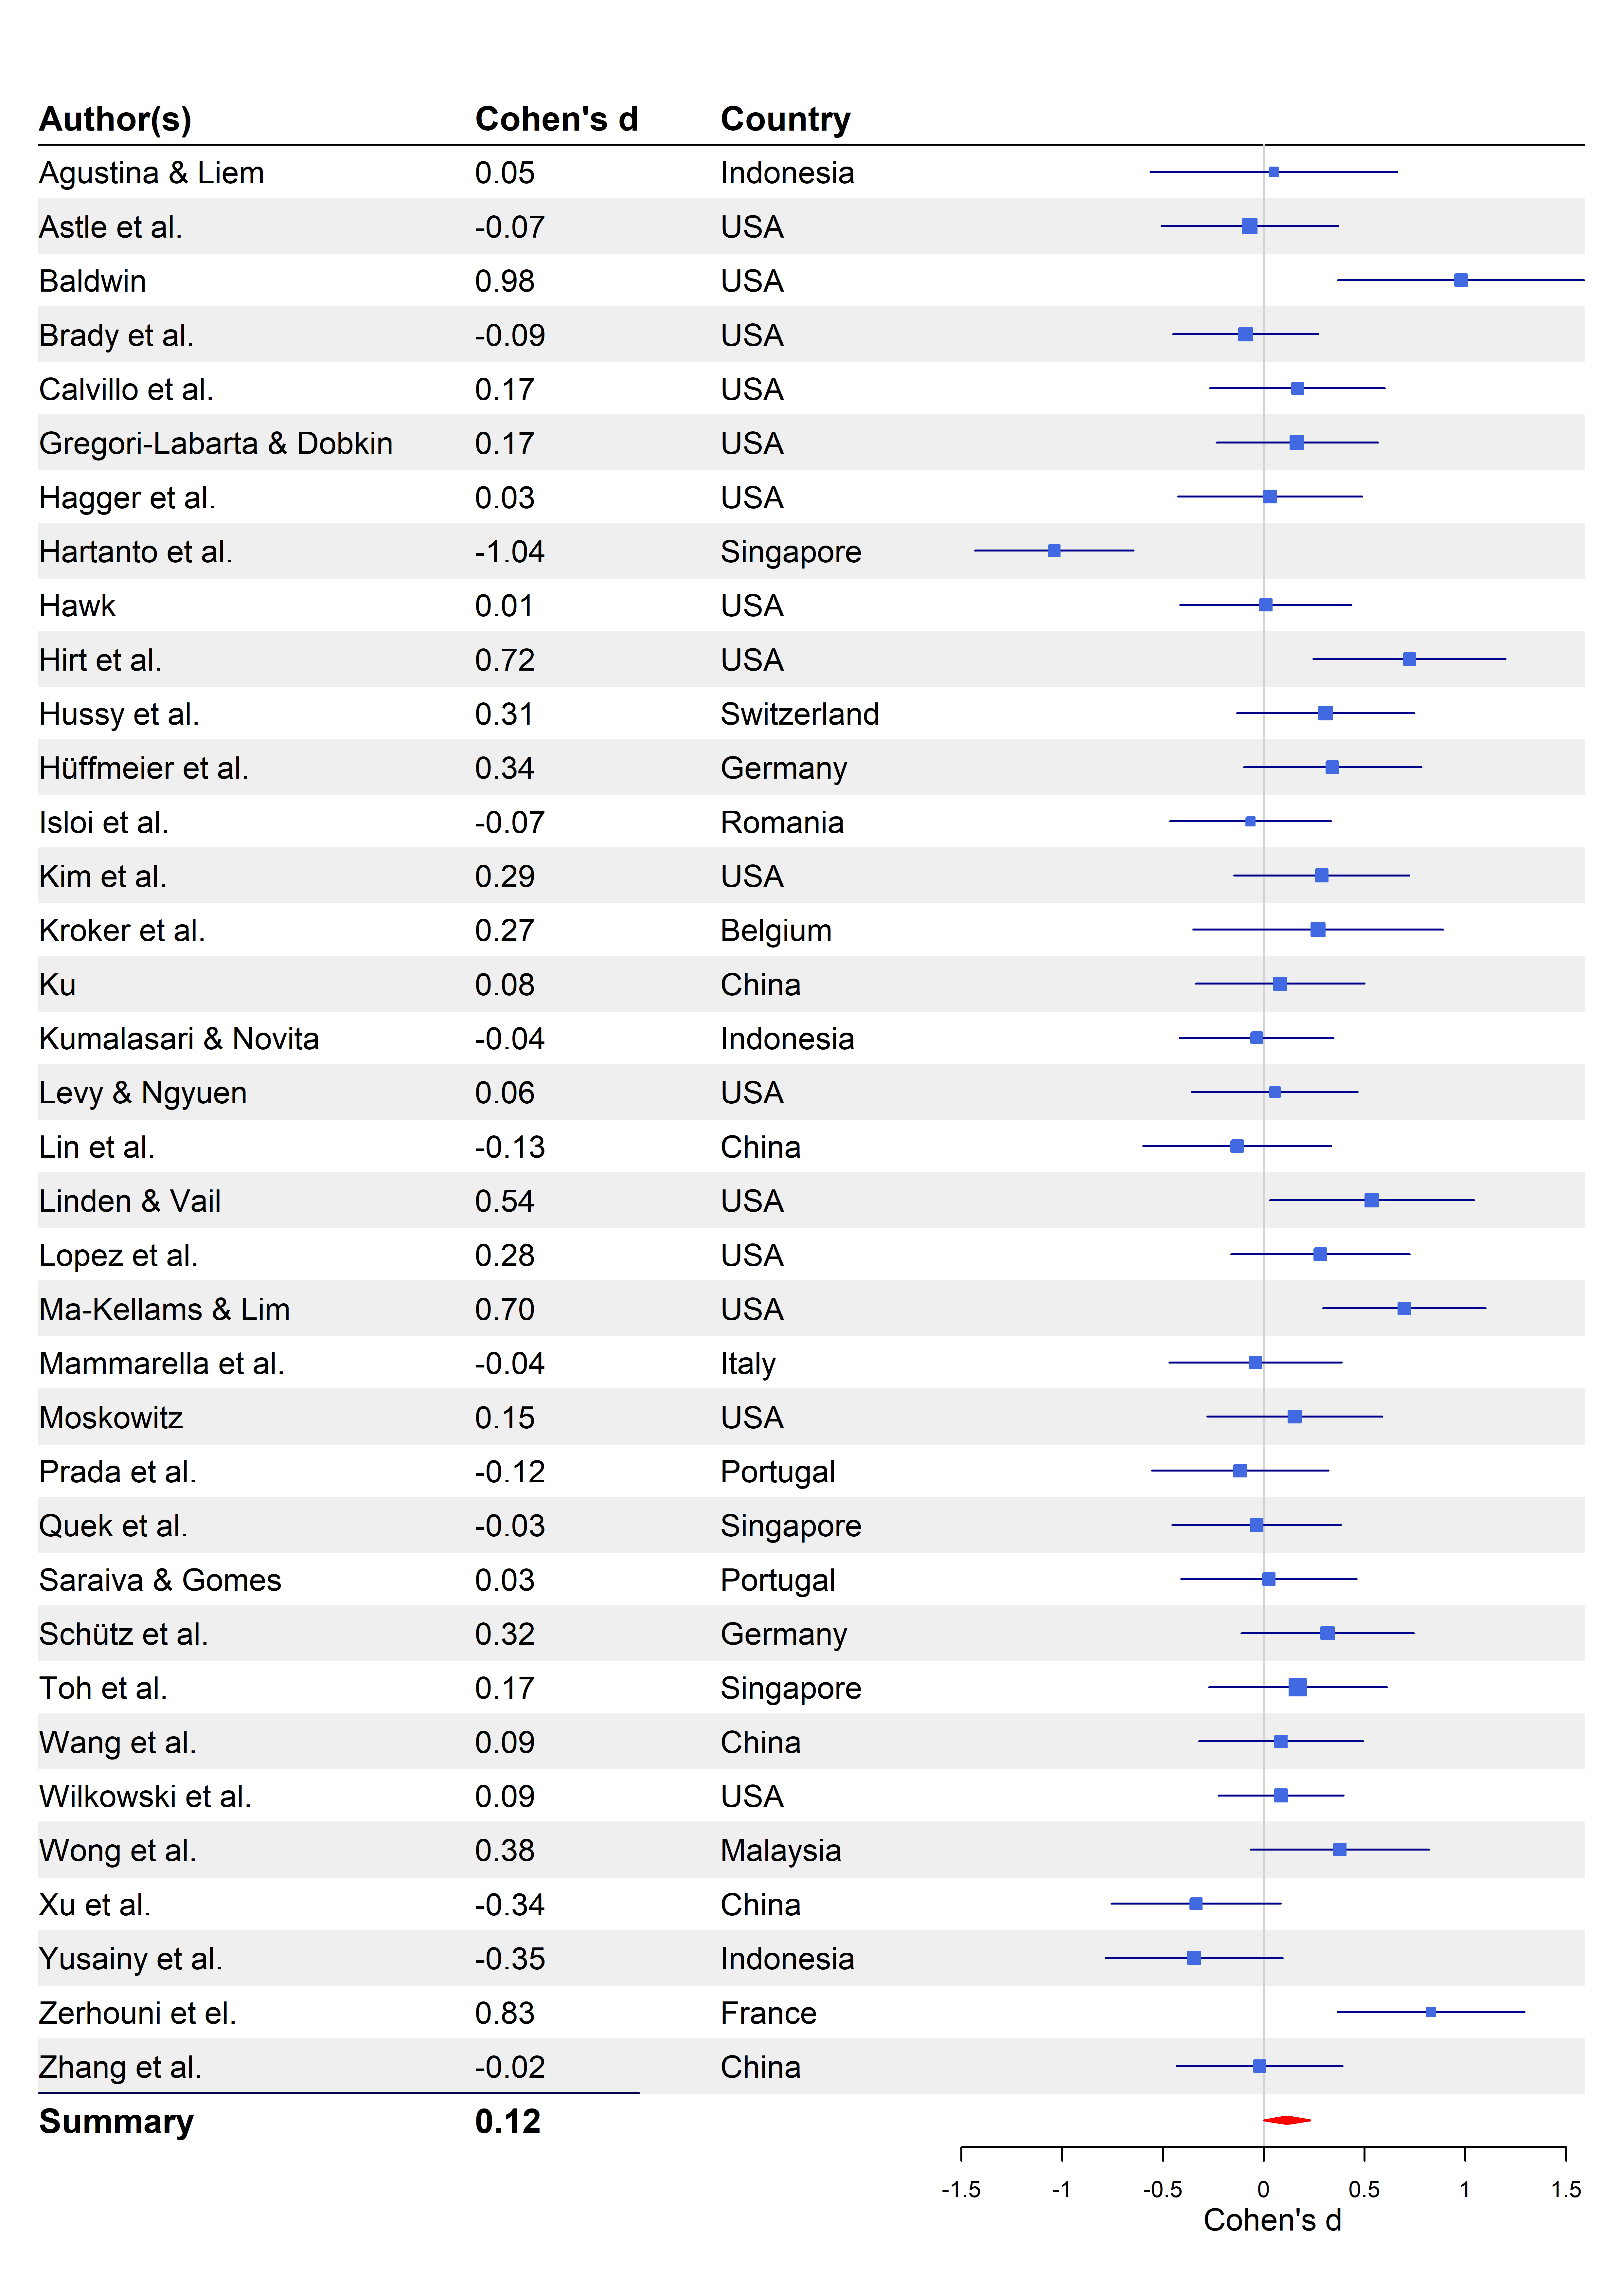 Author(s) Cohen's d Country
Agustina & Liem 0.05 Indonesia
Astle et al. -0.07 USA
Baldwin 0.98 USA
Brady et al. -0.09 USA
Calvillo et al. 0.17 USA
Gregori-Labarta & Dobkin 0.17 USA
Hagger et al. 0.03 USA
Hartanto et al. -1.04 Singapore
Hawk 0.01 USA
Hirt et al. 0.72 USA
Hussy et al. 0.31 Switzerland
Hüffmeier et al. 0.34 Germany
Isloi et al. -0.07 Romania
Kim et al. 0.29 USA
Kroker et al. 0.27 Belgium
Ku 0.08 China
Kumalasari & Novita -0.04 Indonesia
Levy & Ngyuen 0.06 USA
Lin et al. -0.13 China
Linden & Vail 0.54 USA
Lopez et al. 0.28 USA
Ma-Kellams & Lim 0.70 USA
Mammarella et al. -0.04 Italy
Moskowitz 0.15 USA
Prada et al. -0.12 Portugal
Quek et al. -0.03 Singapore
Saraiva & Gomes 0.03 Portugal
Schütz et al. 0.32 Germany
Toh et al. 0.17 Singapore
Wang et al. 0.09 China
Wilkowski et al. 0.09 USA
Wong et al. 0.38 Malaysia
Xu et al. -0.34 China
Yusainy et al. -0.35 Indonesia
Zerhouni et el. 0.83 France
Zhang et al. -0.02 China
Summary 0.12
-1.5 -1 -0.5 0 0.5 1 1.5
Cohen's d